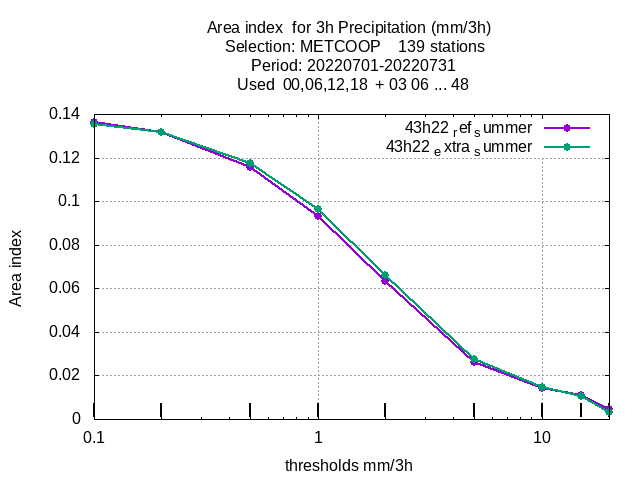 Area index  for 3h Precipitation (mm/3h)
Selection: METCOOP    139 stations
Period: 20220701-20220731
Used  00,06,12,18  + 03 06 ... 48
43h22 ref summer
43h22 extra summer
0.14
0.12
0.1
0.08
0.06
0.04
0.02
0
Area index
0.1 1 10
thresholds mm/3h